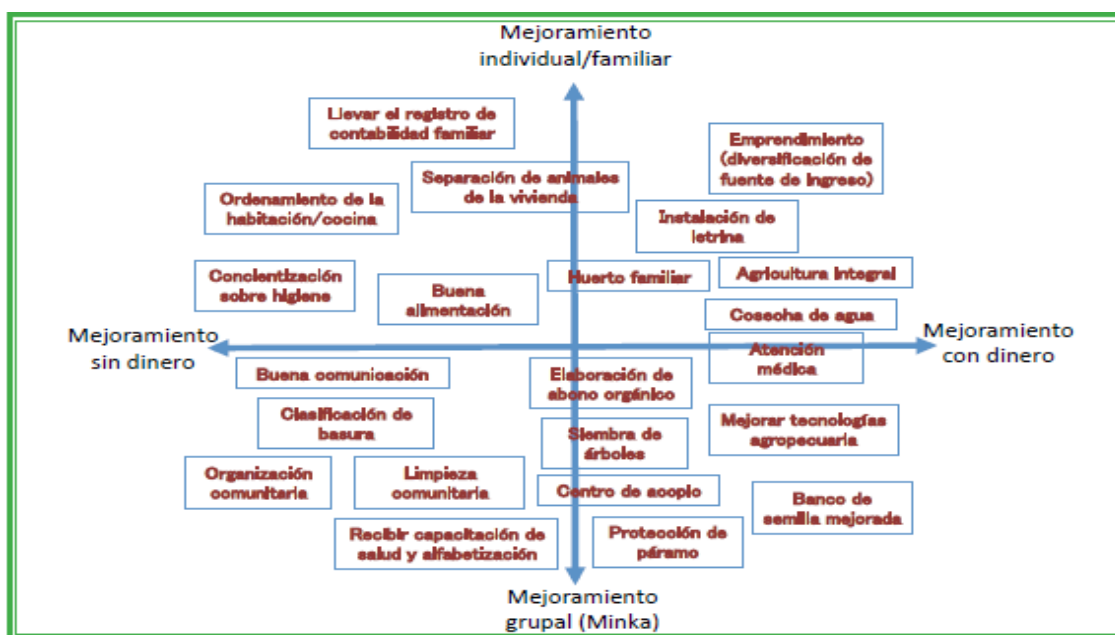 Mejoramiento
individual/familiar
Llevar el registro de
contabilidad familiar
Emprendimiento
(diversificación de
fuente de ingreso)
Separación de animales
de la vivienda
Ordenamiento de la
habitación/cocina
Instalación de
letrina
Concientización
sobre higiene
Buena
alimentación
Huerto familiar
Agricultura integral
Cosecha de agua
Mejoramiento
sin dinero
Mejoramiento
con dinero
Atención
médica
Buena comunicación
Elaboración de
abono orgánico
Clasificación de
basura
Siembra de
árboles
Mejorar tecnologías
agropecuaria
Organización
comunitaria
Limpieza
comunitaria
Centro de acopio
Banco de
semilla mejorada
Recibir capacitación de
salud y alfabetización
Protección de
páramo
Mejoramiento
grupal (Minka)